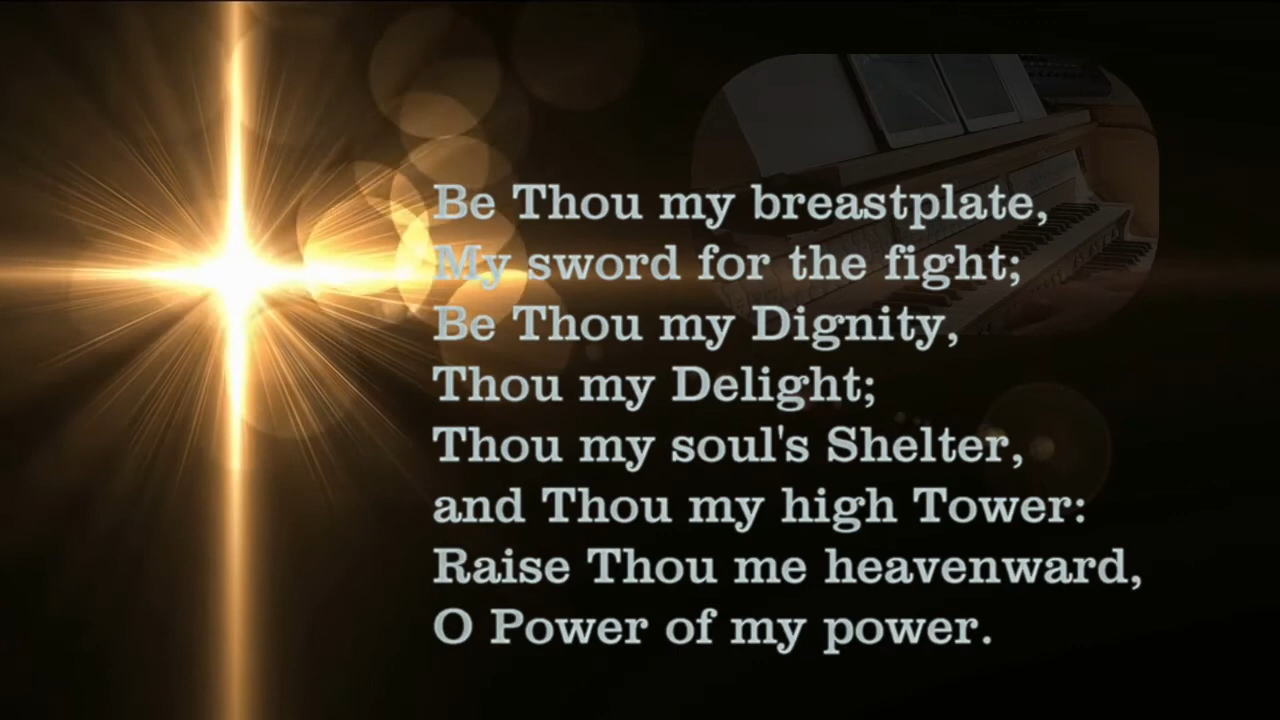 Be Thou my breastplate,
My sword for the fight;
Be Thou my Dignity,
Thou my Delight;
Thou my soul's Shelter,
and Thou my high Tower:
Raise Thou me heavenward,
O Power of my power.